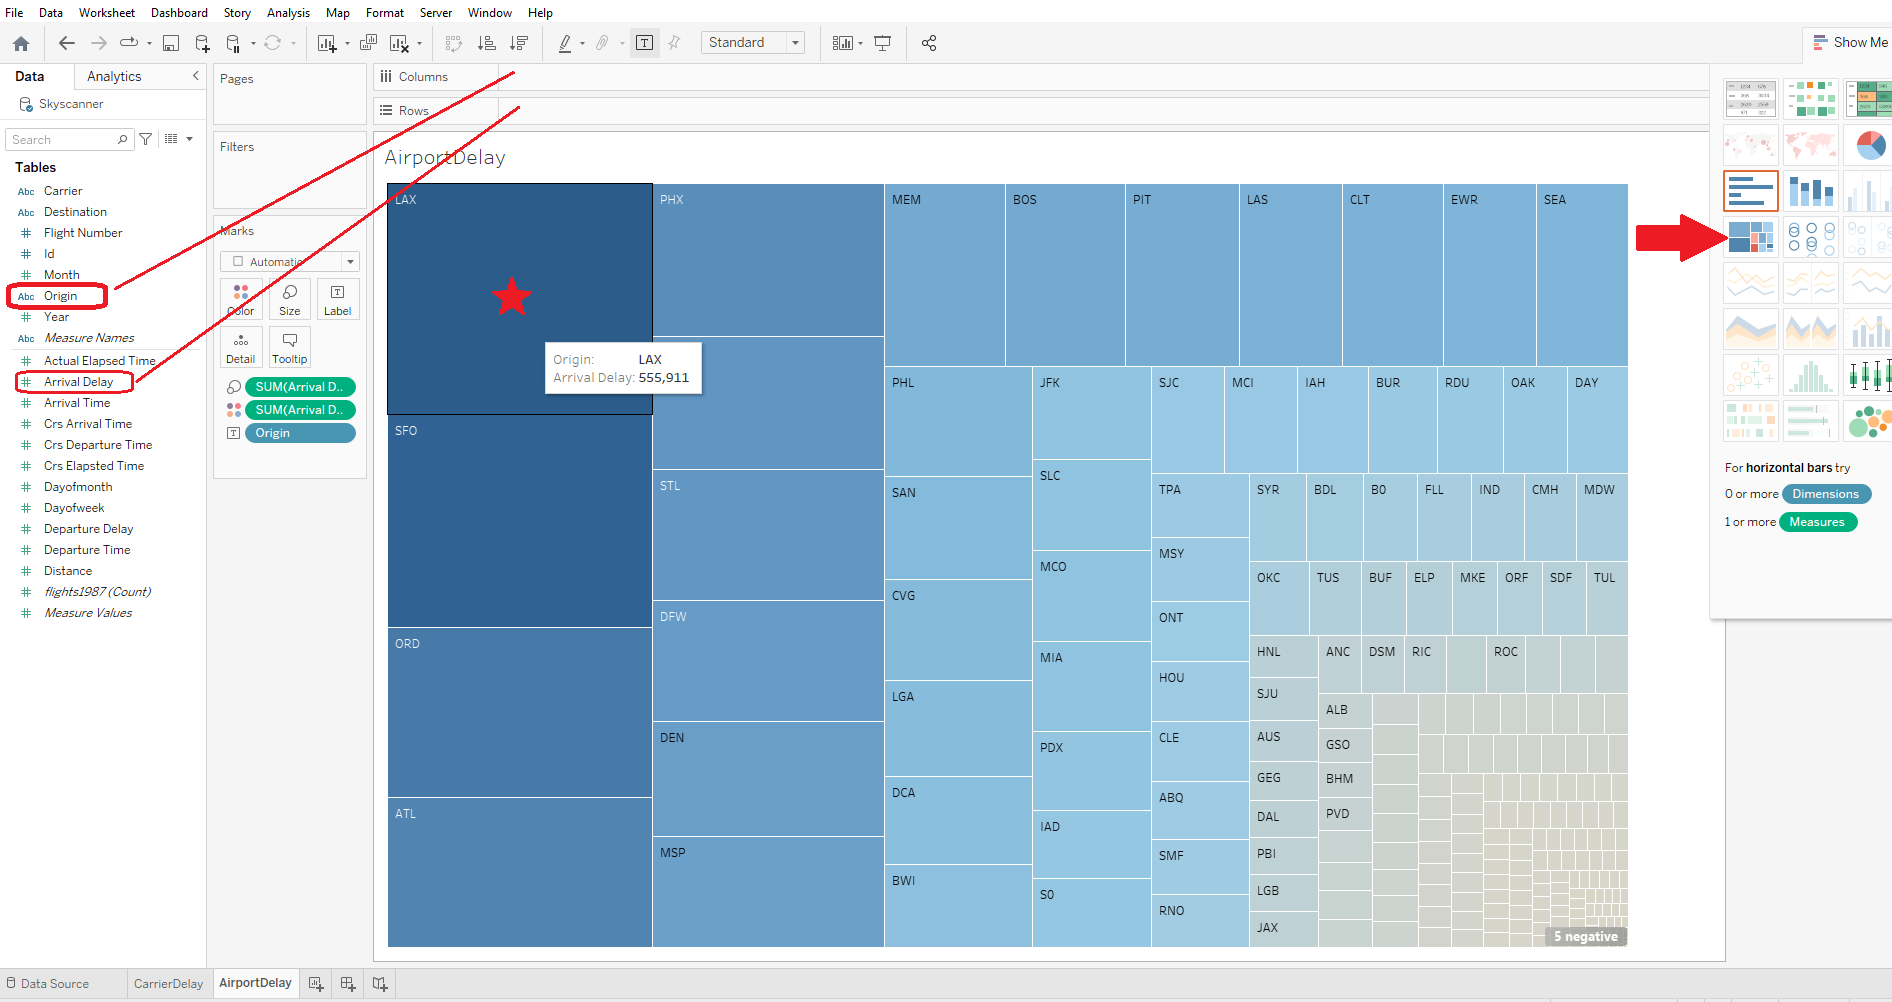 File Data Worksheet Dashboard Story Analysis Map Format Server Window Help
Standard
Show Me
Data Analytics
Skyscanner
Search
Tables
Abc Carrier
Abc Destination
# Flight Number
# Id
# Month
Abc Origin
# Year
Abc Measure Names
# Actual Elapsed Time
# Arrival Delay
# Arrival Time
# Crs Arrival Time
# Crs Departure Time
# Crs Elapsted Time
# Dayofmonth
# Dayofweek
# Departure Delay
# Departure Time
# Distance
# flights1987 (Count)
# Measure Values
Pages
Filters
Marks
Automatic
Color Size Label
Detail Tooltip
SUM(Arrival D..
SUM(Arrival D..
T Origin
Columns
Rows
AirportDelay
LAX PHX MEM BOS PIT LAS CLT EWR SEA
Origin: LAX
Arrival Delay: 555,911
PHL JFK SJC MCI IAH BUR RDU OAK DAY
SFO
SLC
STL SAN TPA SYR BDL B0 FLL IND CMH MDW
MSY
MCO
OKC TUS BUF ELP MKE ORF SDF TUL
CVG
DFW ONT
ORD
MIA HNL ANC DSM RIC ROC
HOU
LGA SJU
ALB
DEN PDX CLE AUS GSO
GEG BHM
DCA ABQ
ATL DAL PVD
IAD
MSP SMF PBI
BWI LGB
S0
RNO
JAX
5 negative
For horizontal bars try
0 or more Dimensions
1 or more Measures
Data Source CarrierDelay AirportDelay